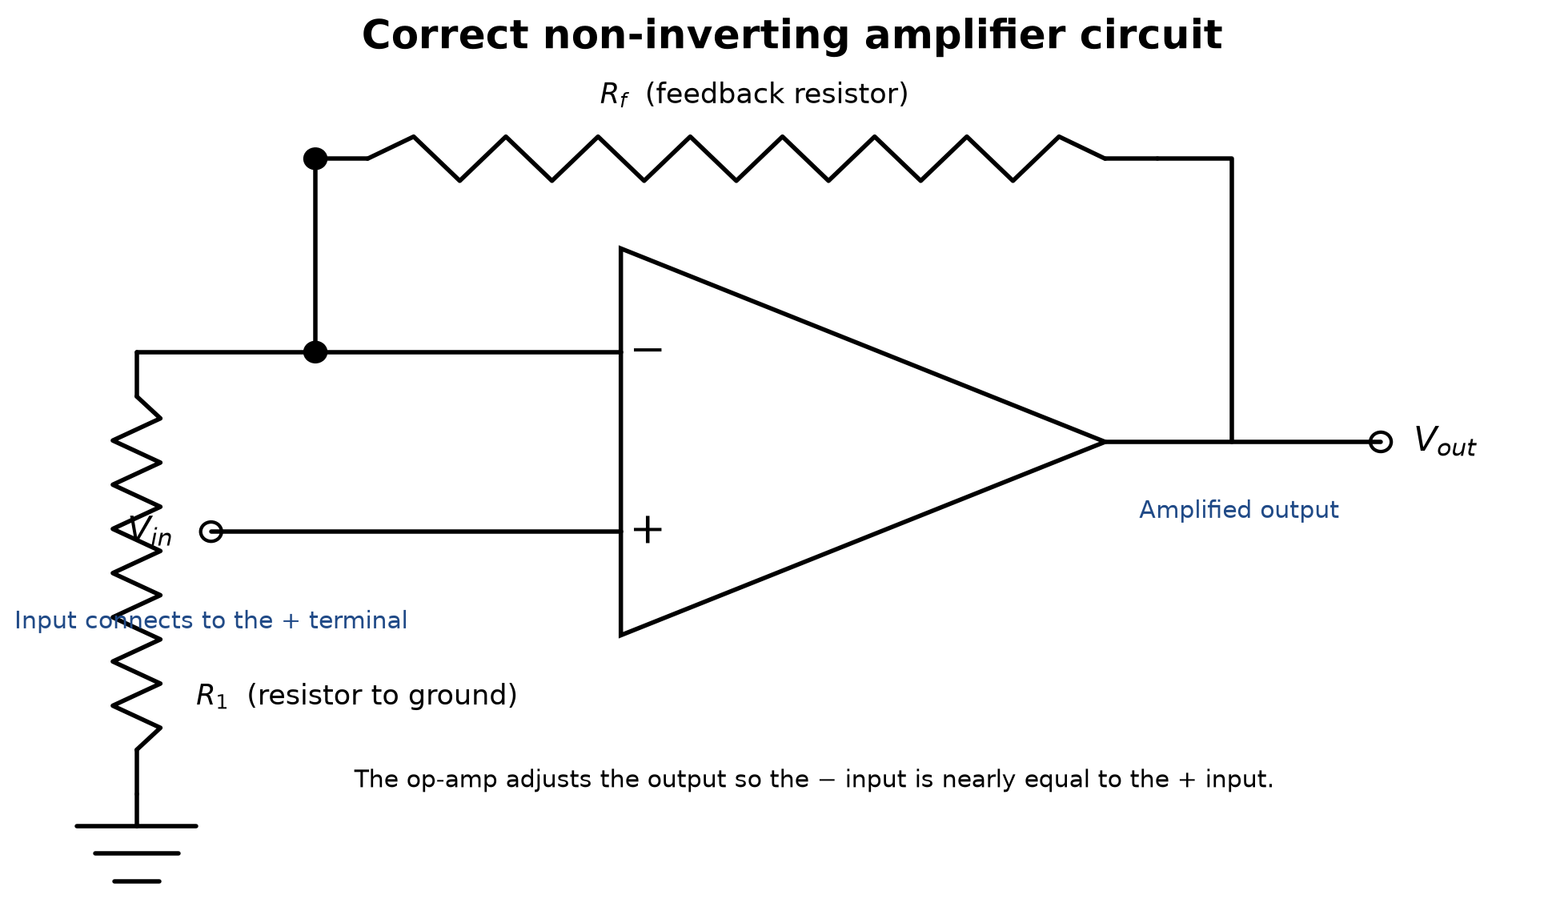 Correct non-inverting amplifier circuit
R_f (feedback resistor)
−
V_out
Amplified output
V_in
+
Input connects to the + terminal
R_1 (resistor to ground)
The op-amp adjusts the output so the − input is nearly equal to the + input.